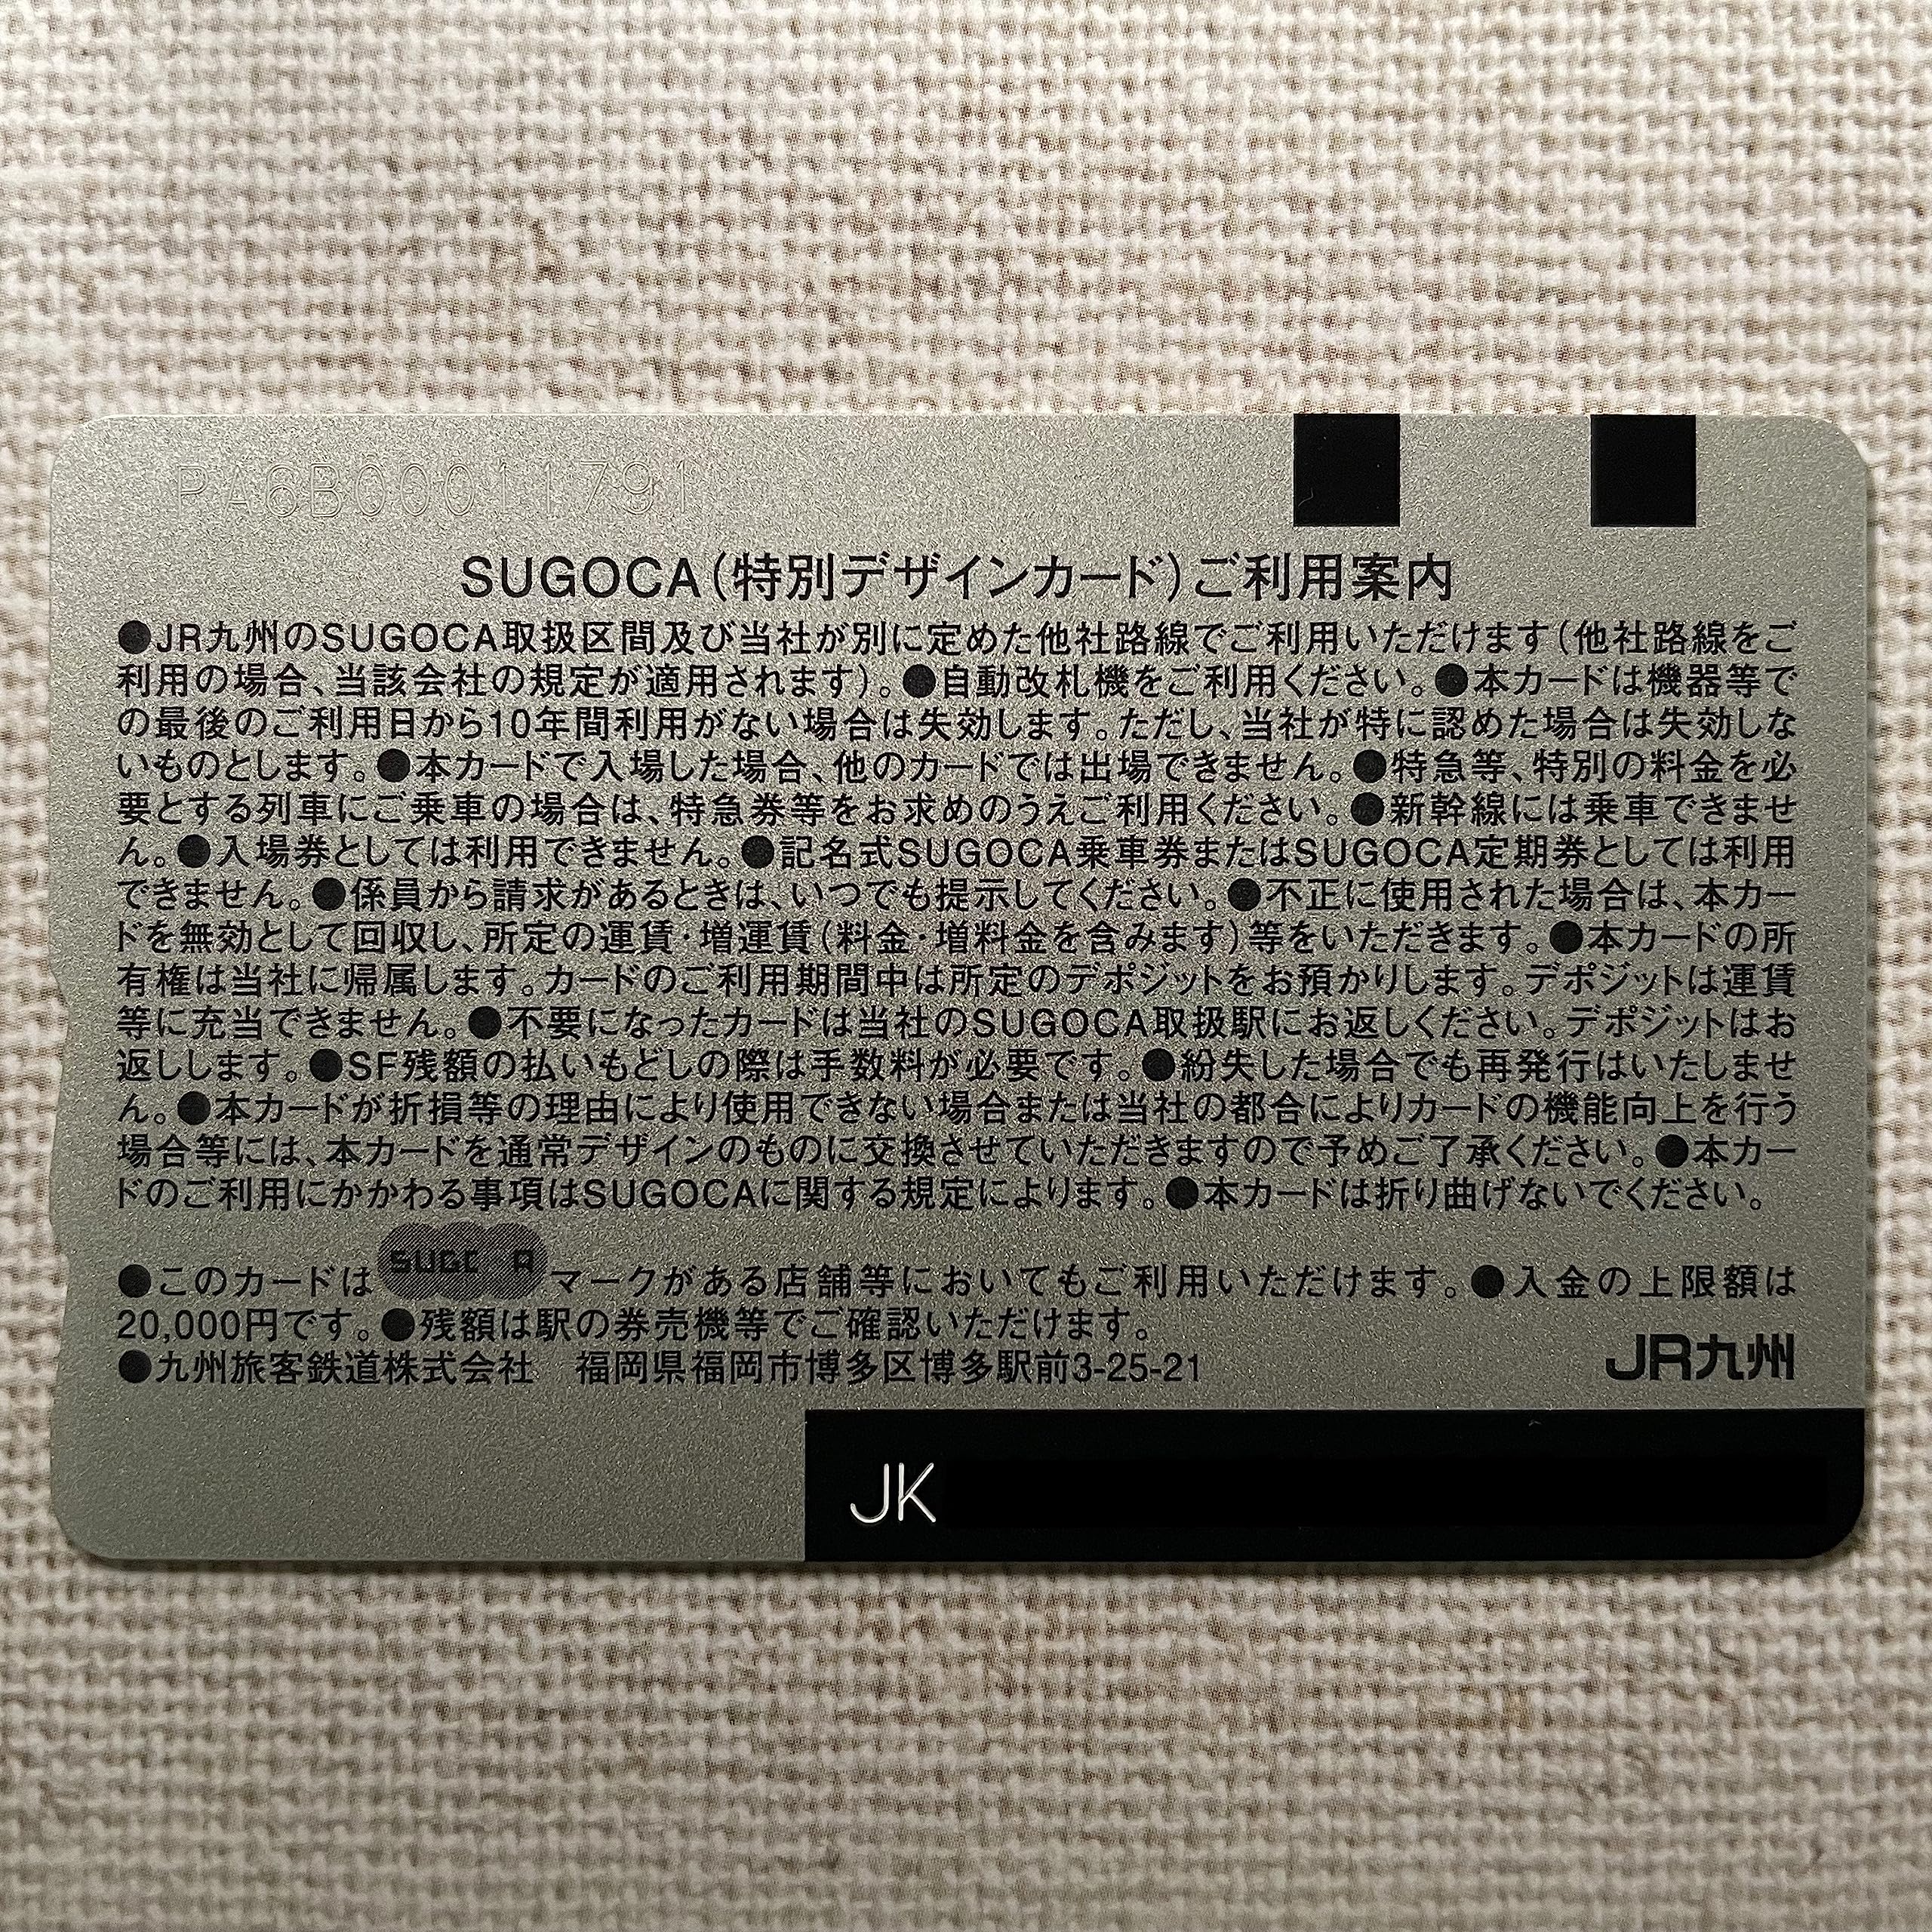 PA6B00011791
SUGOCA(特別デザインカード)ご利用案内
●JR九州のSUGOCA取扱区間及び当社が別に定めた他社路線でご利用いただけます(他社路線をご
利用の場合、当該会社の規定が適用されます)。●自動改札機をご利用ください。●本カードは機器等で
の最後のご利用日から10年間利用がない場合は失効します。ただし、当社が特に認めた場合は失効しな
いものとします。●本カードで入場した場合、他のカードでは出場できません。●特急等、特別の料金を必
要とする列車にご乗車の場合は、特急券等をお求めのうえご利用ください。●新幹線には乗車できませ
ん。●入場券としては利用できません。●記名式SUGOCA乗車券またはSUGOCA定期券としては利用
できません。●係員から請求があるときは、いつでも提示してください。●不正に使用された場合は、本カー
ドを無効として回収し、所定の運賃・増運賃(料金・増料金を含みます)等をいただきます。●本カードの所
有権は当社に帰属します。カードのご利用期間中は所定のデポジットをお預かりします。デポジットは運賃
等に充当できません。●不要になったカードは当社のSUGOCA取扱駅にお返しください。デポジットはお
返しします。●SF残額の払いもどしの際は手数料が必要です。●紛失した場合でも再発行はいたしませ
ん。●本カードが折損等の理由により使用できない場合または当社の都合によりカードの機能向上を行う
場合等には、本カードを通常デザインのものに交換させていただきますので予めご了承ください。●本カー
ドのご利用にかかわる事項はSUGOCAに関する規定によります。●本カードは折り曲げないでください。
●このカードは SUGOCA マークがある店舗等においてもご利用いただけます。●入金の上限額は
20,000円です。●残額は駅の券売機等でご確認いただけます。
●九州旅客鉄道株式会社　福岡県福岡市博多区博多駅前3-25-21
JR九州
JK